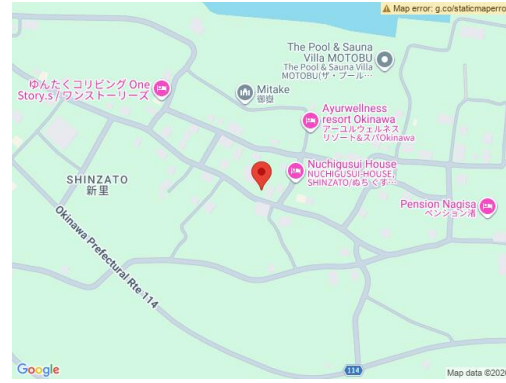 Map error: g.co/staticmaperro
The Pool & Sauna
Villa MOTOBU
The Pool & Sauna Villa
MOTOBU(ザ・プール…
ゆんたくコリビング One
Story.s / ワンストーリーズ
Mitake
御嶽
Ayurwellness
resort Okinawa
アーユルウェルネス
リゾート&スパOkinawa
Nuchigusui House
NUCHIGUSUI-HOUSE,
SHINZATO/ぬちぐす…
SHINZATO
新里
Pension Nagisa
ペンション渚
Okinawa Prefectural Rte 114
114
Google
Map data ©202